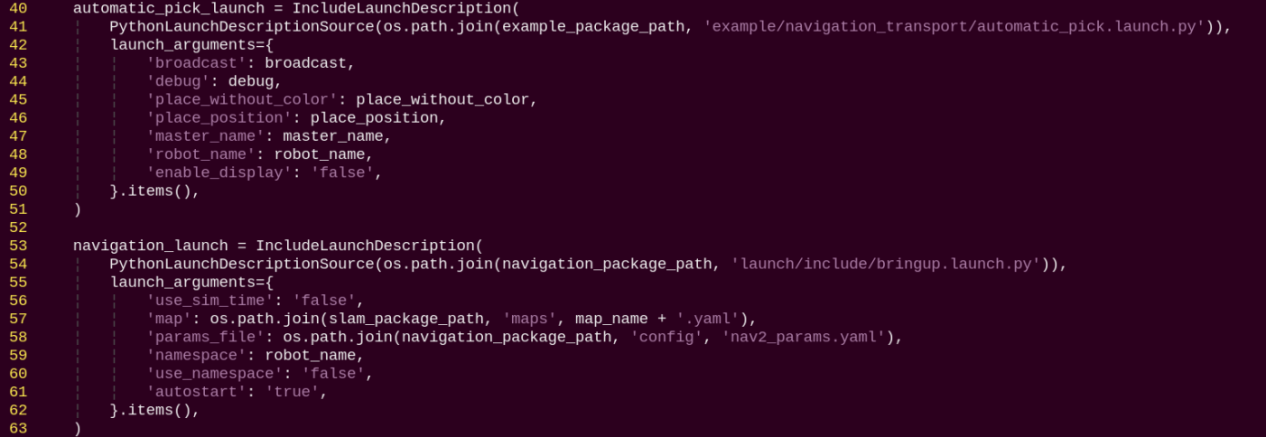 40     automatic_pick_launch = IncludeLaunchDescription(
41         PythonLaunchDescriptionSource(os.path.join(example_package_path, 'example/navigation_transport/automatic_pick.launch.py')),
42         launch_arguments={
43             'broadcast': broadcast,
44             'debug': debug,
45             'place_without_color': place_without_color,
46             'place_position': place_position,
47             'master_name': master_name,
48             'robot_name': robot_name,
49             'enable_display': 'false',
50         }.items(),
51     )
52
53     navigation_launch = IncludeLaunchDescription(
54         PythonLaunchDescriptionSource(os.path.join(navigation_package_path, 'launch/include/bringup.launch.py')),
55         launch_arguments={
56             'use_sim_time': 'false',
57             'map': os.path.join(slam_package_path, 'maps', map_name + '.yaml'),
58             'params_file': os.path.join(navigation_package_path, 'config', 'nav2_params.yaml'),
59             'namespace': robot_name,
60             'use_namespace': 'false',
61             'autostart': 'true',
62         }.items(),
63     )